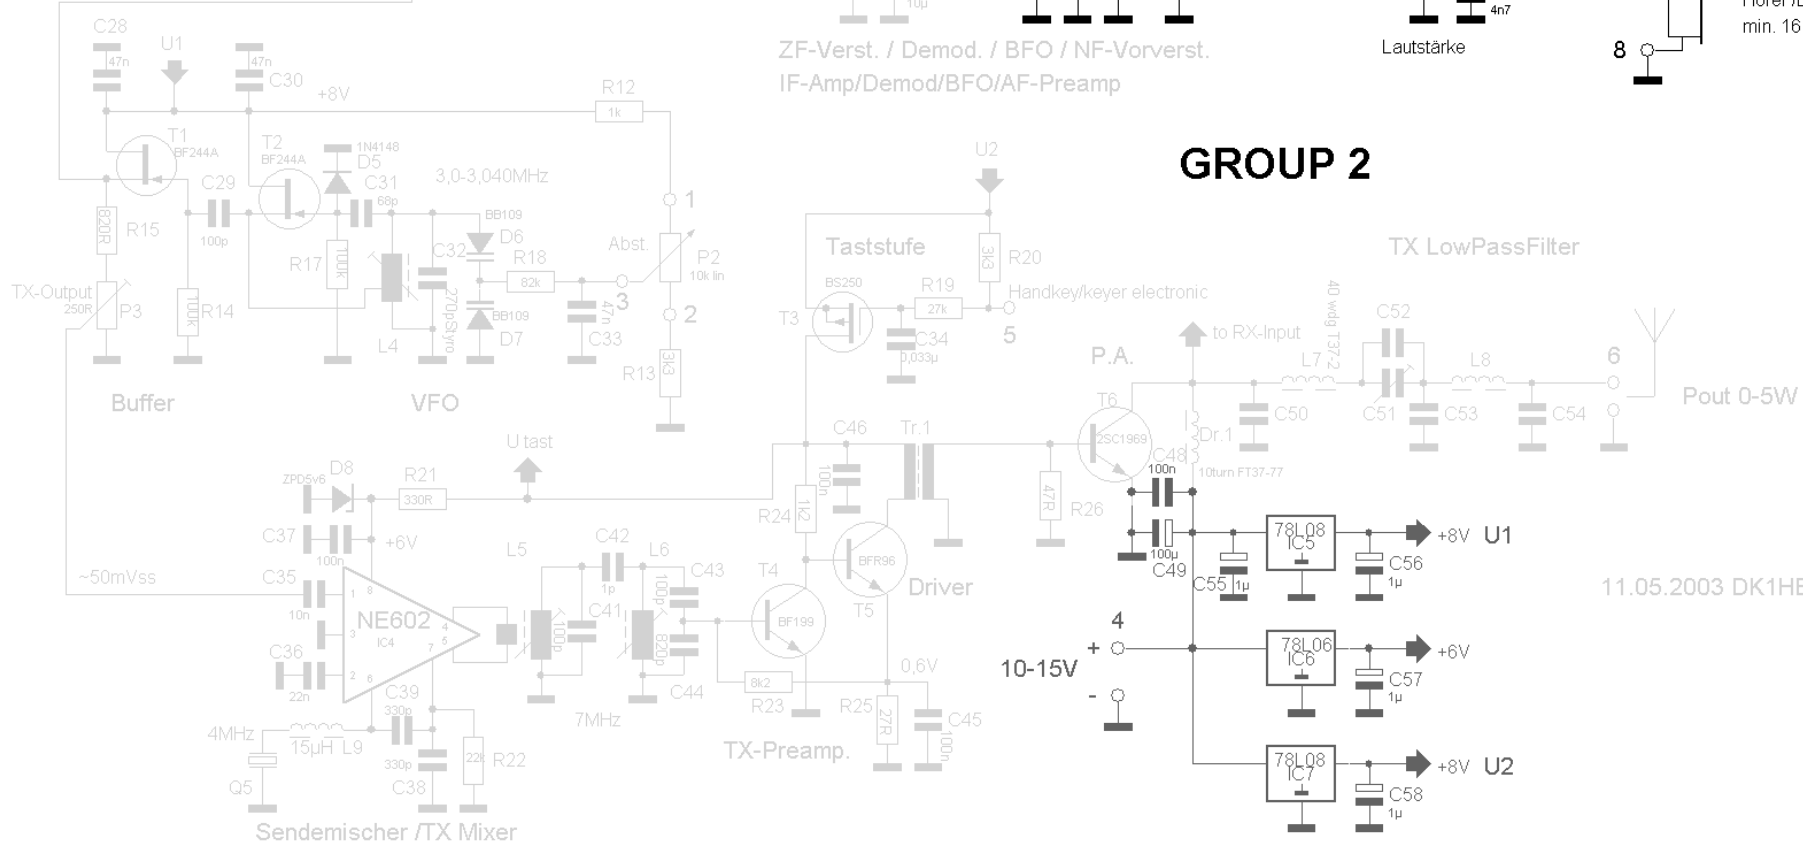 10µ
4n7
Lautstärke
min. 16
8
ZF-Verst. / Demod. / BFO / NF-Vorverst.
IF-Amp/Demod/BFO/AF-Preamp
GROUP 2
C28
47n
U1
47n
C30
+8V
R12
1k
T1
BF244A
T2
BF244A
1N4148
D5
C29
100p
C31
68p
3,0-3,040MHz
1
820R
R15
R17
100k
C32
270pStyro
BB109
D6
R18
82k
Abst.
P2
10k lin
3
2
TX-Output
250R
P3
100k
R14
L4
BB109
D7
47n
C33
R13
3k3
Buffer
VFO
U2
Taststufe
3K3
R20
BS250
R19
27k
Handkey/keyer electronic
5
T3
C34
0,033µ
TX LowPassFilter
40 wdg T37-2
C52
to RX-Input
P.A.
L7
L8
6
T6
2SC1969
C50
C51
C53
C54
Pout 0-5W
Dr.1
10turn FT37-77
U tast
C46
100n
Tr.1
ZPD5v6
D8
R21
330R
R24
1K2
47R
R26
C48
100n
C37
100n
+6V
C42
1p
L5
L6
BFR96
T5
Driver
100µ
C49
C55
1µ
78L08
IC5
C56
1µ
+8V U1
~50mVss
C35
10n
1
8
NE602
IC4
3
4
5
7
2
6
C36
22n
C41
100p
C43
100p
820p
C44
T4
BF199
4
+
10-15V
-
78L06
IC6
C57
1µ
+6V
11.05.2003 DK1HE
C39
330p
0,6V
8k2
R23
R25
27R
C45
100n
7MHz
4MHz
15µH L9
Q5
330p
C38
22k
R22
TX-Preamp.
78L08
IC7
C58
1µ
+8V U2
Sendemischer /TX Mixer